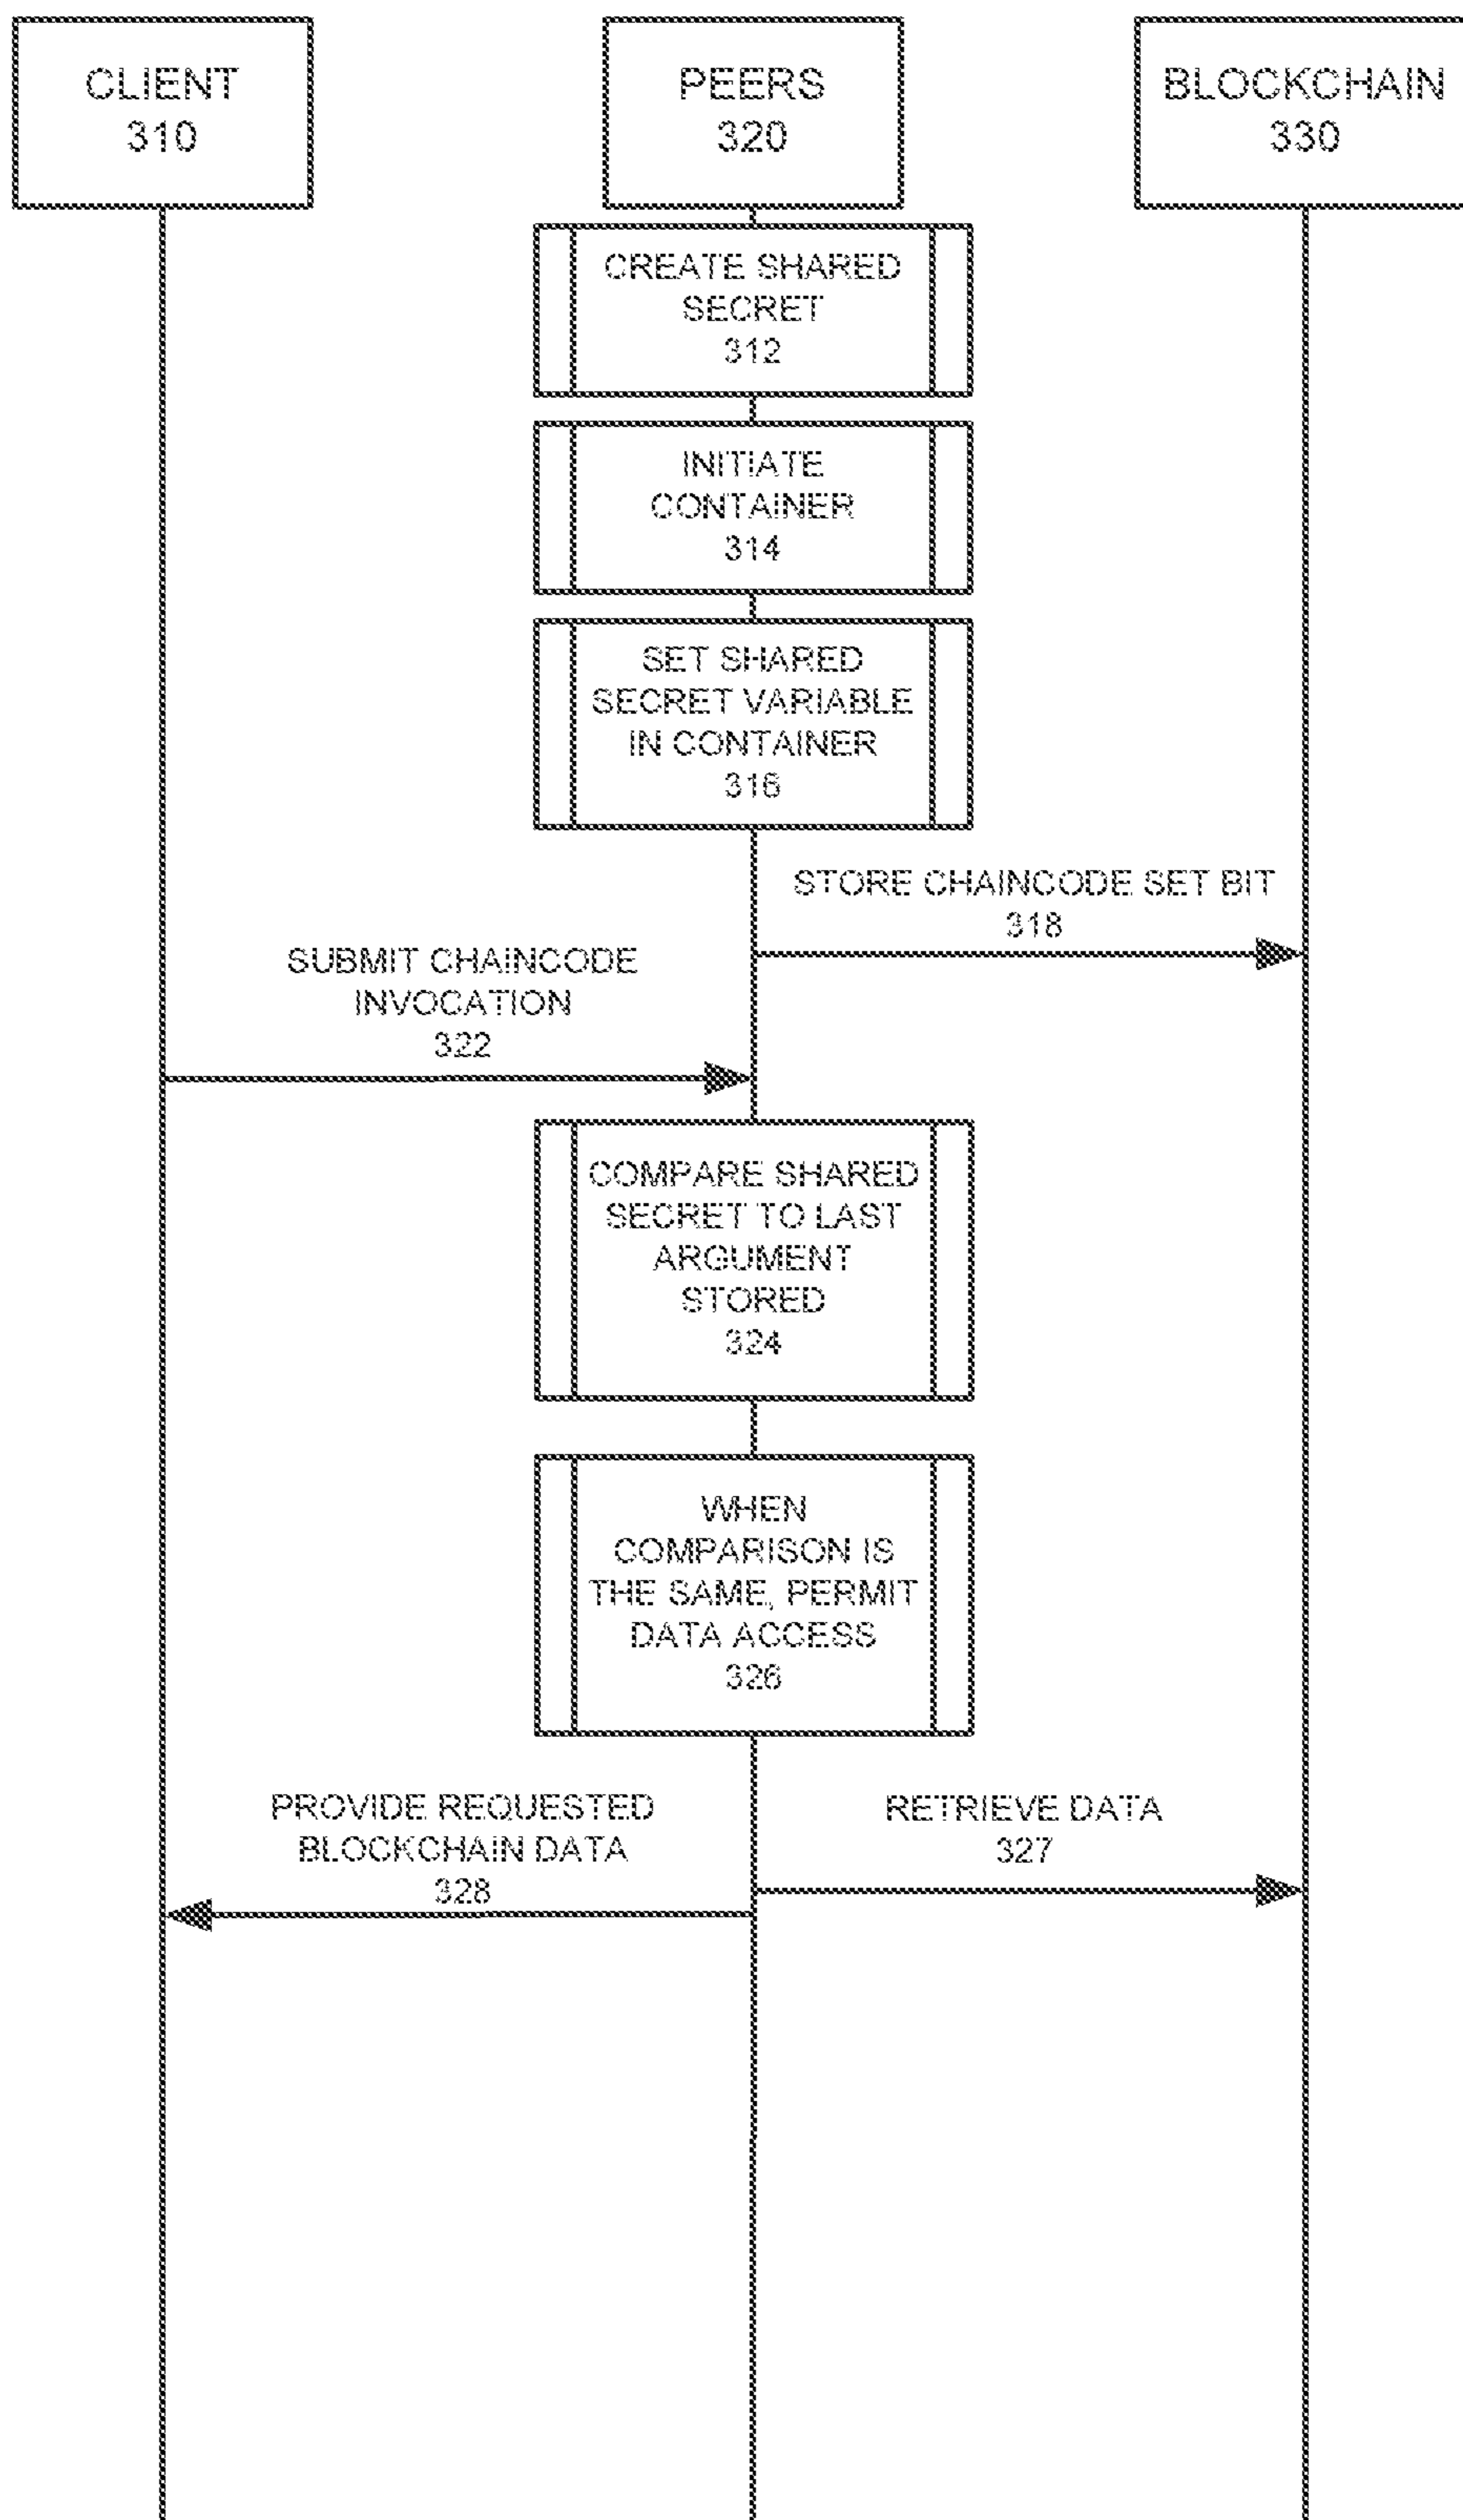 CLIENT
310
PEERS
320
BLOCKCHAIN
330
CREATE SHARED
SECRET
312
INITIATE
CONTAINER
314
SET SHARED
SECRET VARIABLE
IN CONTAINER
316
STORE CHAINCODE SET BIT
318
SUBMIT CHAINCODE
INVOCATION
322
COMPARE SHARED
SECRET TO LAST
ARGUMENT
STORED
324
WHEN
COMPARISON IS
THE SAME, PERMIT
DATA ACCESS
326
PROVIDE REQUESTED
BLOCKCHAIN DATA
328
RETRIEVE DATA
327